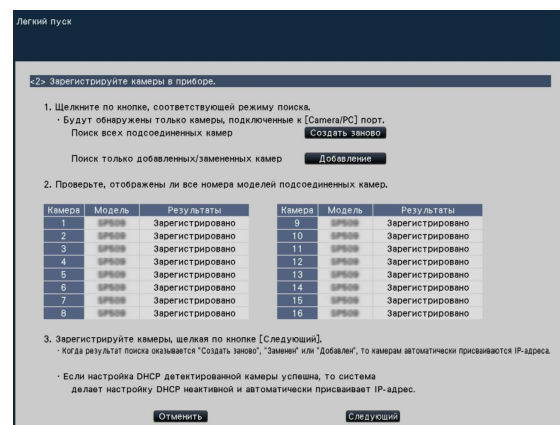 Легкий пуск
<2> Зарегистрируйте камеры в приборе.
1. Щелкните по кнопке, соответствующей режиму поиска.
· Будут обнаружены только камеры, подключенные к [Camera/PC] порт.
Поиск всех подсоединенных камер Создать заново
Поиск только добавленных/замененных камер Добавление
2. Проверьте, отображены ли все номера моделей подсоединенных камер.
Камера Модель Результаты Камера Модель Результаты
1 Зарегистрировано 9 Зарегистрировано
2 Зарегистрировано 10 Зарегистрировано
3 Зарегистрировано 11 Зарегистрировано
4 Зарегистрировано 12 Зарегистрировано
5 Зарегистрировано 13 Зарегистрировано
6 Зарегистрировано 14 Зарегистрировано
7 Зарегистрировано 15 Зарегистрировано
8 Зарегистрировано 16 Зарегистрировано
3. Зарегистрируйте камеры, щелкая по кнопке [Следующий].
· Когда результат поиска оказывается "Создать заново", "Заменен" или "Добавлен", то камерам автоматически присваиваются IP-адреса.
· Если настройка DHCP детектированной камеры успешна, то система
делает настройку DHCP неактивной и автоматически присваивает IP-адрес.
Отменить Следующий